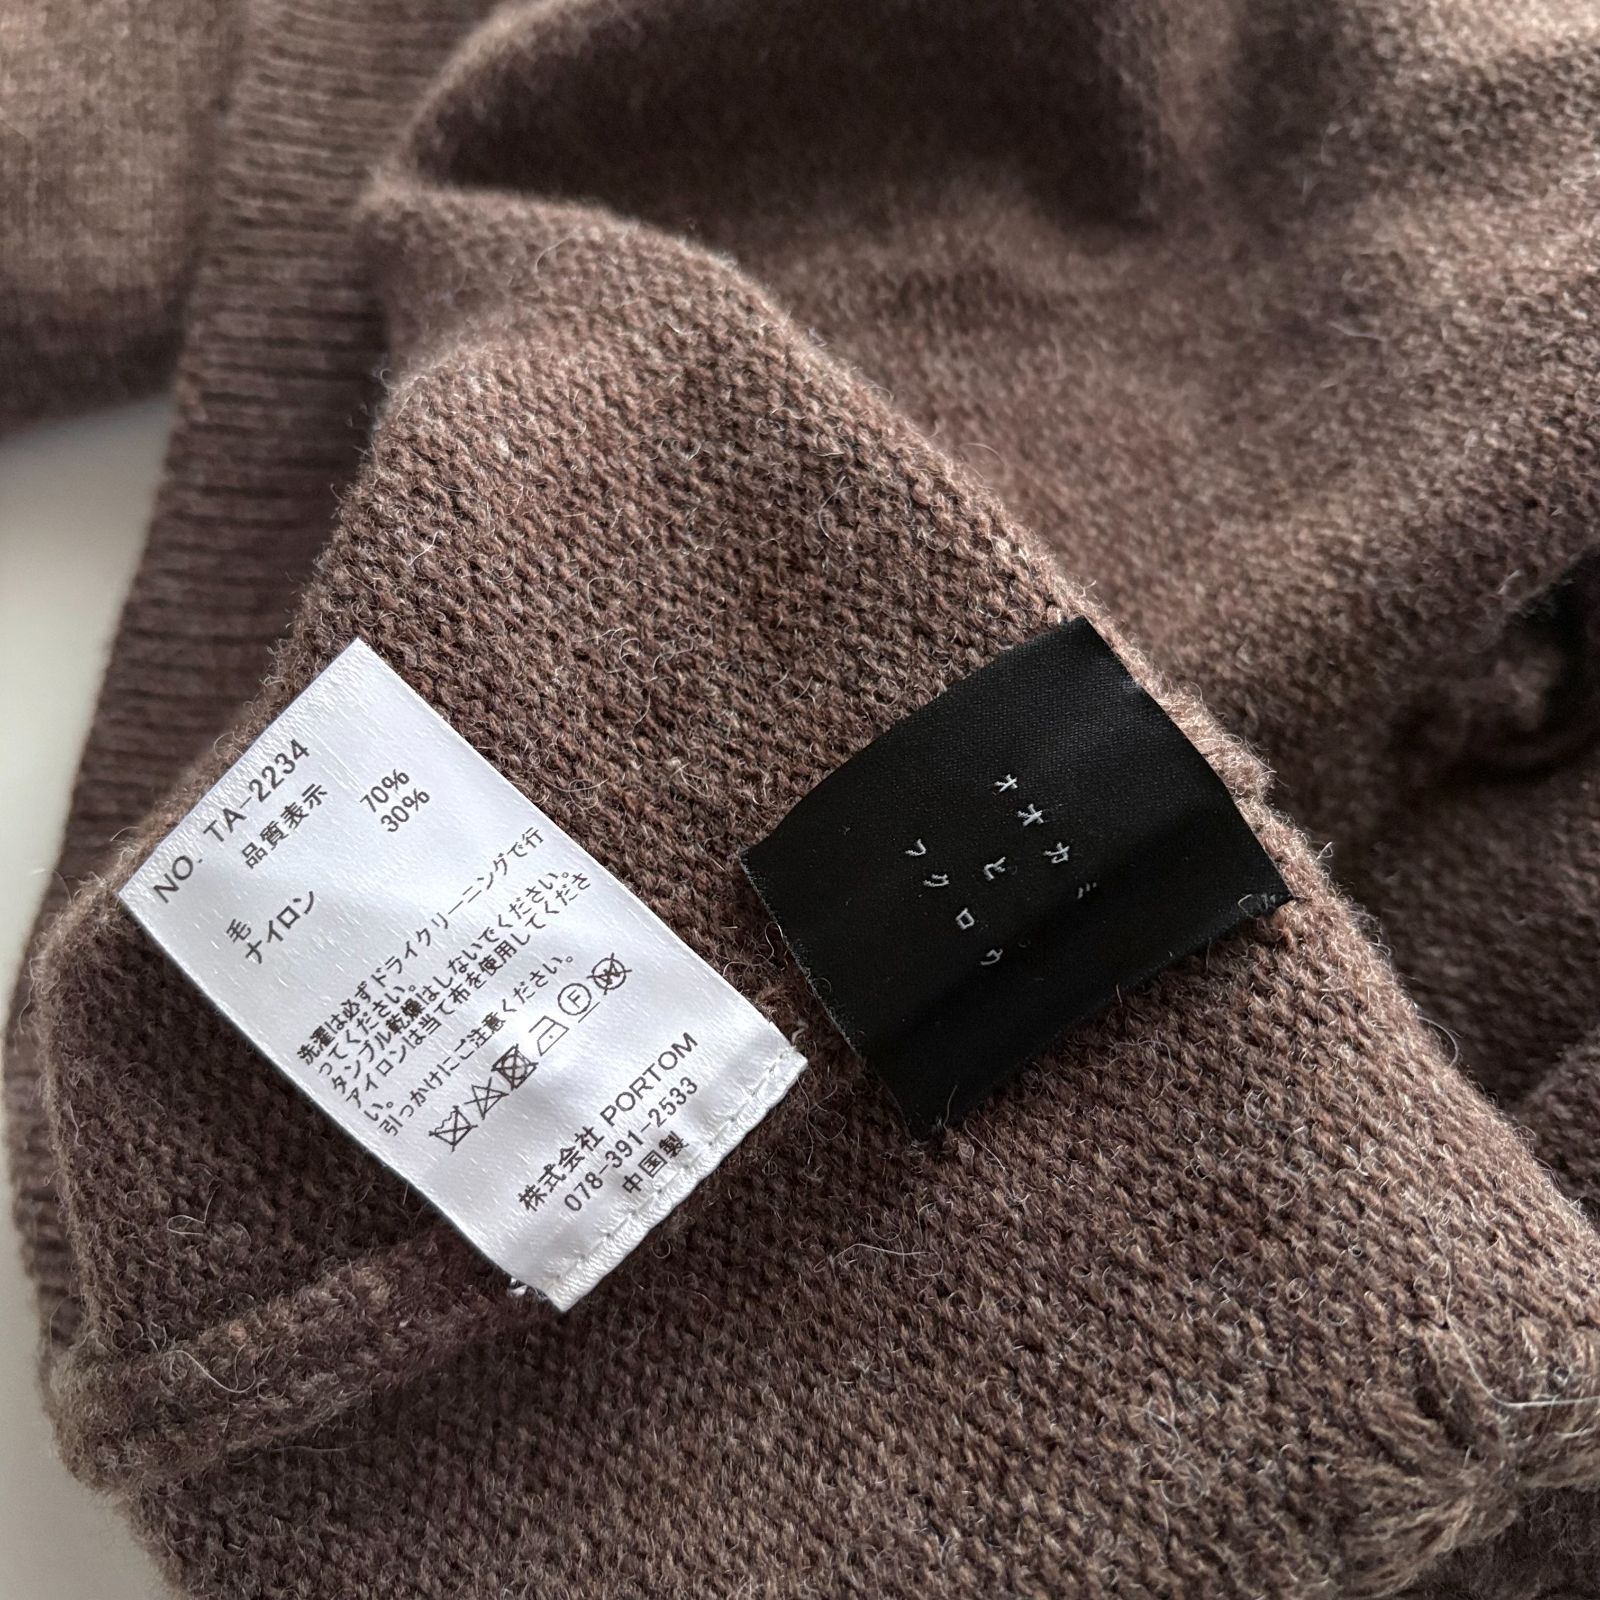 NO. TA-2234
品質表示
毛 70%
ナイロン 30%
洗濯は必ずドライクリーニングで行
ってください。
タンブル乾燥はしないでください。
アイロンは当て布を使用してくださ
い。
引っかけにご注意ください。
F
株式会社 PORTOM
078-391-2533
中国製
オオカミ
と
フクロウ